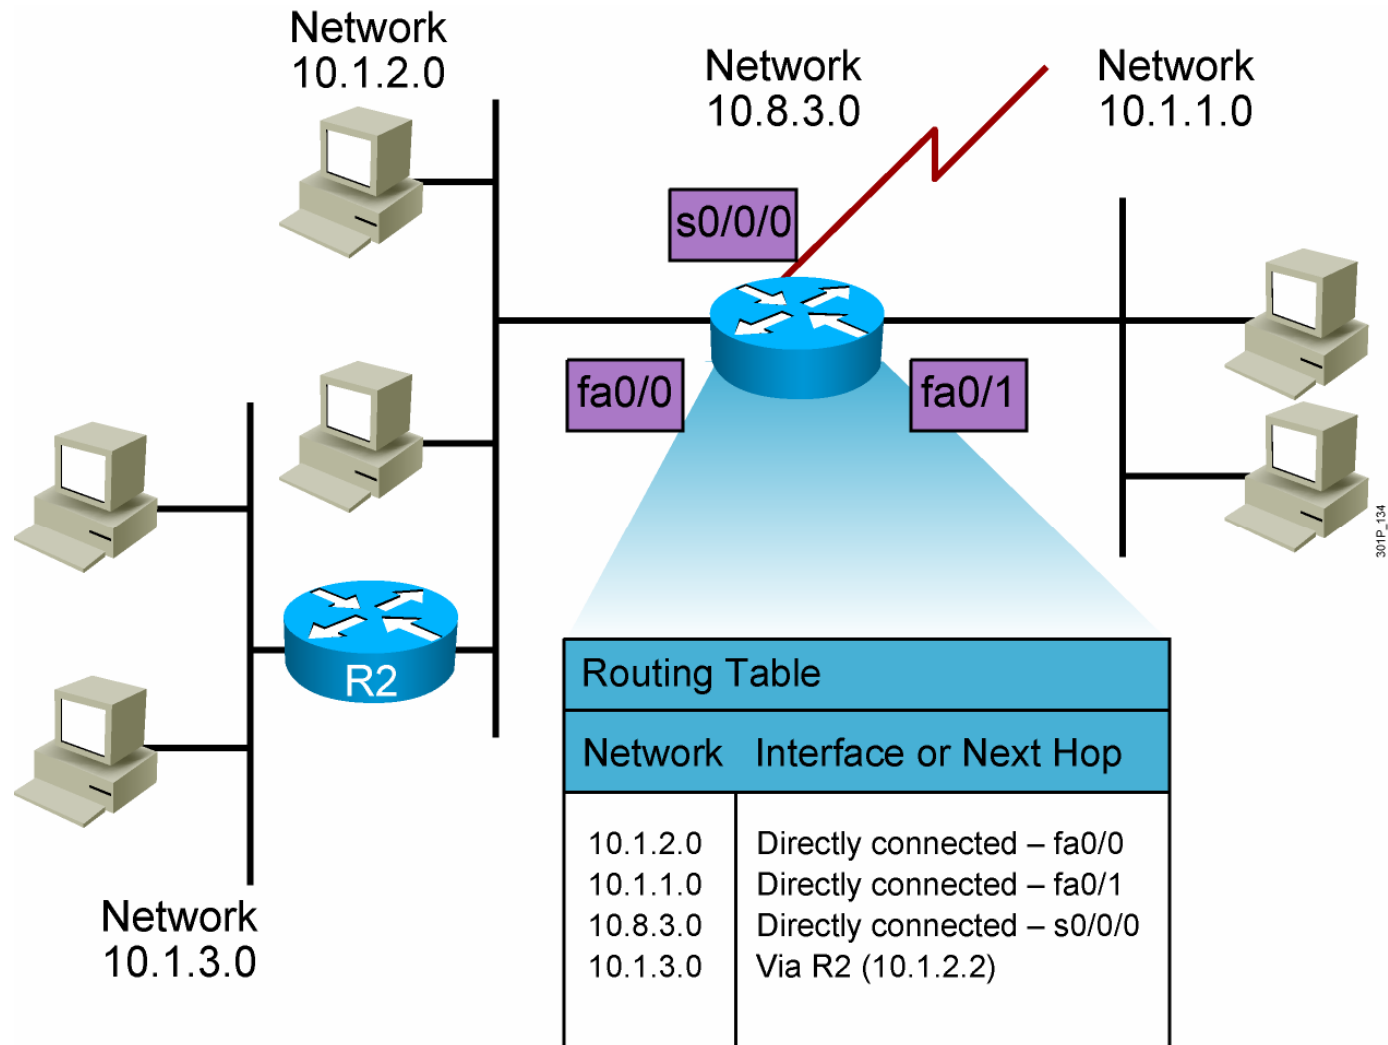 Network
10.1.2.0
Network
10.8.3.0
Network
10.1.1.0
s0/0/0
fa0/0
fa0/1
R2
Network
10.1.3.0
Routing Table
Network Interface or Next Hop
10.1.2.0 Directly connected – fa0/0
10.1.1.0 Directly connected – fa0/1
10.8.3.0 Directly connected – s0/0/0
10.1.3.0 Via R2 (10.1.2.2)
301P_134